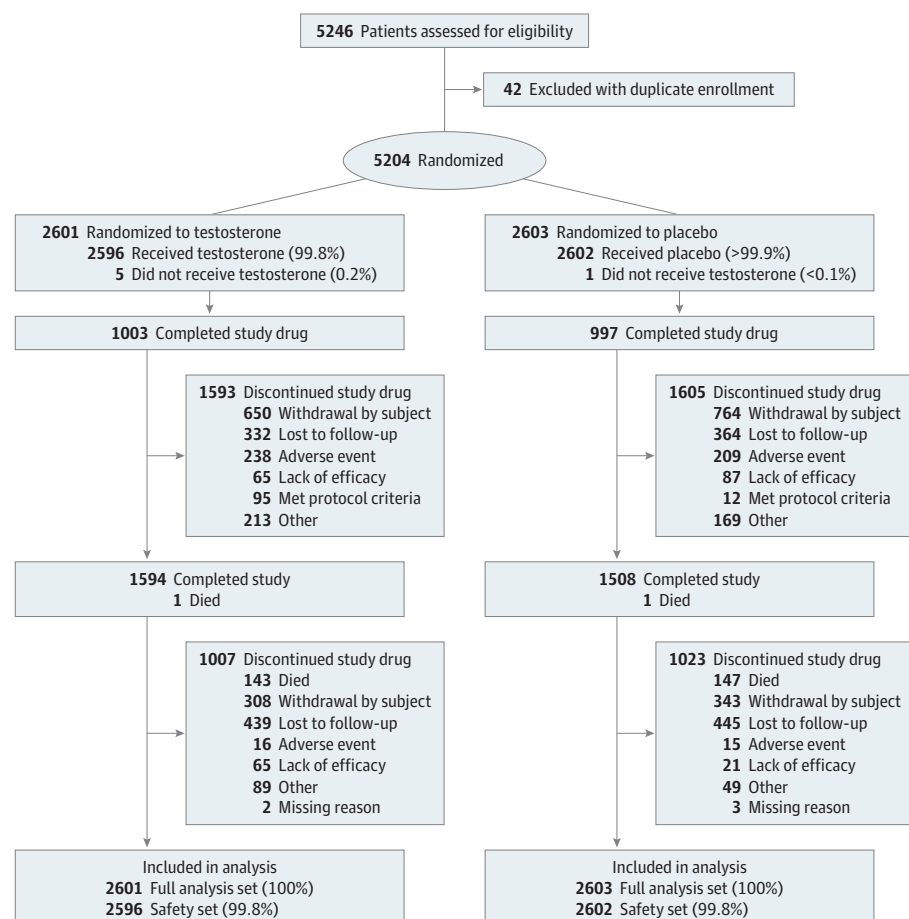 5246 Patients assessed for eligibility
42 Excluded with duplicate enrollment
5204 Randomized
2601 Randomized to testosterone
2596 Received testosterone (99.8%)
5 Did not receive testosterone (0.2%)
2603 Randomized to placebo
2602 Received placebo (>99.9%)
1 Did not receive testosterone (<0.1%)
1003 Completed study drug
997 Completed study drug
1593 Discontinued study drug
650 Withdrawal by subject
332 Lost to follow-up
238 Adverse event
65 Lack of efficacy
95 Met protocol criteria
213 Other
1605 Discontinued study drug
764 Withdrawal by subject
364 Lost to follow-up
209 Adverse event
87 Lack of efficacy
12 Met protocol criteria
169 Other
1594 Completed study
1 Died
1508 Completed study
1 Died
1007 Discontinued study drug
143 Died
308 Withdrawal by subject
439 Lost to follow-up
16 Adverse event
65 Lack of efficacy
89 Other
2 Missing reason
1023 Discontinued study drug
147 Died
343 Withdrawal by subject
445 Lost to follow-up
15 Adverse event
21 Lack of efficacy
49 Other
3 Missing reason
Included in analysis
2601 Full analysis set (100%)
2596 Safety set (99.8%)
Included in analysis
2603 Full analysis set (100%)
2602 Safety set (99.8%)